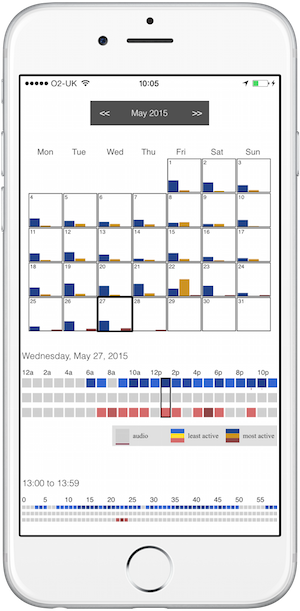 O2-UK 10:05
<< May 2015 >>
Mon Tue Wed Thu Fri Sat Sun
1 2 3
4 5 6 7 8 9 10
11 12 13 14 15 16 17
18 19 20 21 22 23 24
25 26 27 28 29 30 31
Wednesday, May 27, 2015
12a 2a 4a 6a 8a 10a 12p 2p 4p 6p 8p 10p
audio least active most active
13:00 to 13:59
0 5 10 15 20 25 30 35 40 45 50 55